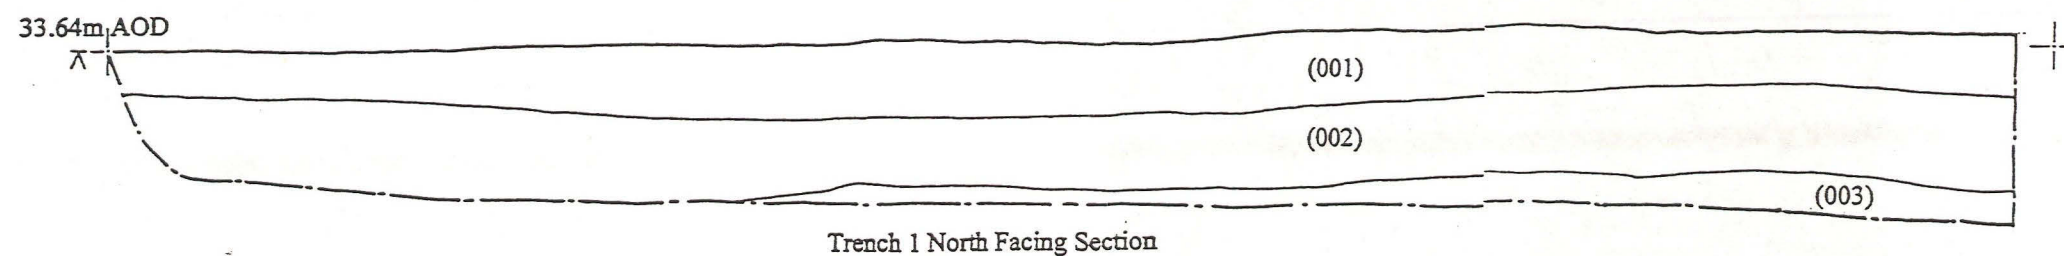 33.64m AOD
(001)
(002)
(003)
Trench 1 North Facing Section